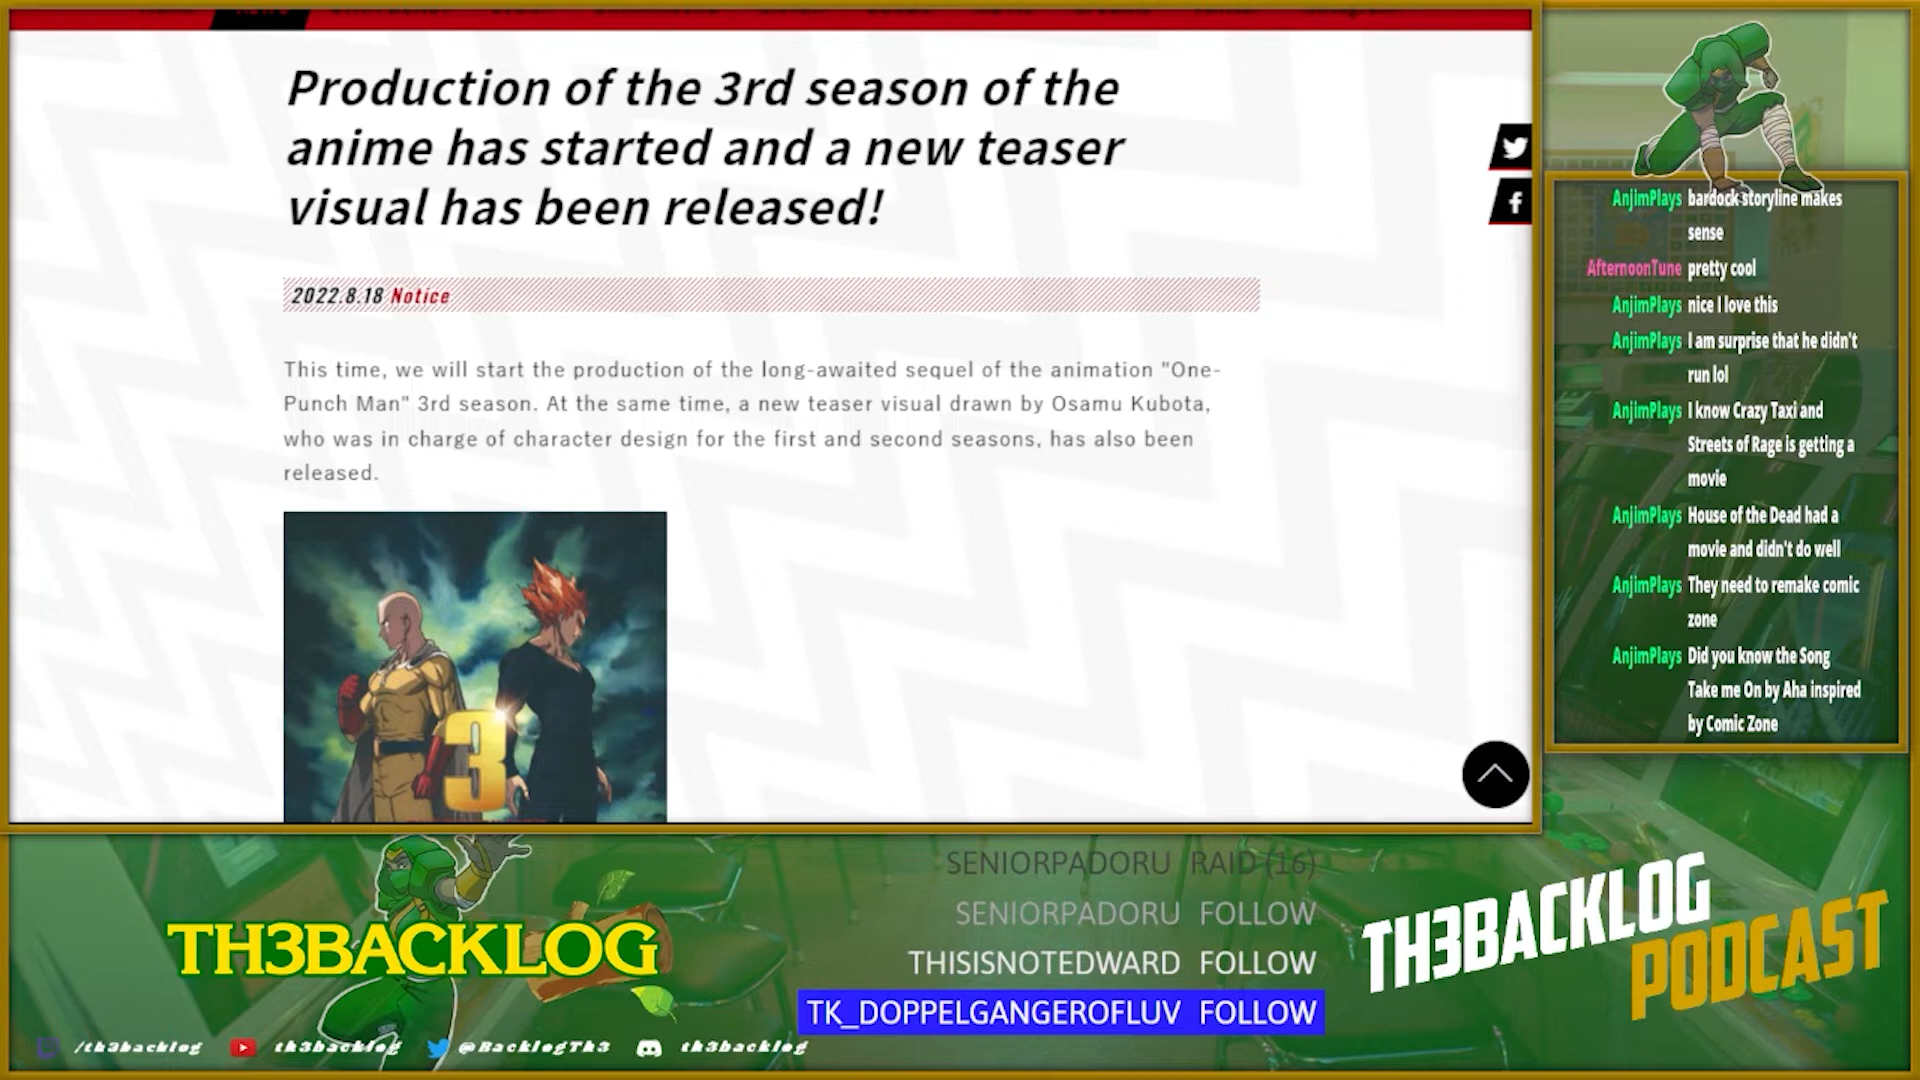 Production of the 3rd season of the
anime has started and a new teaser
visual has been released!
2022.8.18 Notice
This time, we will start the production of the long-awaited sequel of the animation "One-
Punch Man" 3rd season. At the same time, a new teaser visual drawn by Osamu Kubota,
who was in charge of character design for the first and second seasons, has also been
released.
3
AnjimPlays bardock storyline makes
sense
AfternoonTune pretty cool
AnjimPlays nice I love this
AnjimPlays I am surprise that he didn't
run lol
AnjimPlays I know Crazy Taxi and
Streets of Rage is getting a
movie
AnjimPlays House of the Dead had a
movie and didn't do well
AnjimPlays They need to remake comic
zone
AnjimPlays Did you know the Song
Take me On by Aha inspired
by Comic Zone
TH3BACKLOG
SENIORPADORU RAID (16)
SENIORPADORU FOLLOW
THISISNOTEDWARD FOLLOW
TK_DOPPELGANGEROFLUV FOLLOW
TH3BACKLOG
PODCAST
/th3backlog th3backlog @BacklogTh3 th3backlog